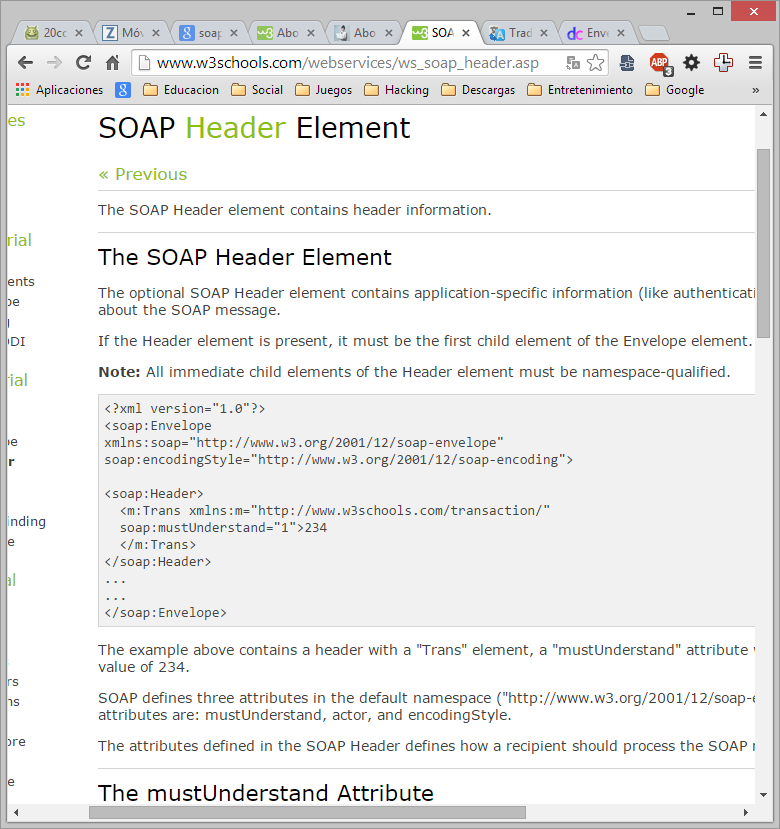 20cc
Móv
soap
Abo
Abo
SOA
Trad
Enve
www.w3schools.com/webservices/ws_soap_header.asp
ABP
3
Aplicaciones
Educacion
Social
Juegos
Hacking
Descargas
Entretenimiento
Google
»
es
rial
ents
pe
g
DDI
rial
pe
r
inding
e
al
s
rs
ns
ore
e
SOAP Header Element
« Previous
The SOAP Header element contains header information.
The SOAP Header Element
The optional SOAP Header element contains application-specific information (like authenticati
about the SOAP message.
If the Header element is present, it must be the first child element of the Envelope element.
Note: All immediate child elements of the Header element must be namespace-qualified.
<?xml version="1.0"?>
<soap:Envelope
xmlns:soap="http://www.w3.org/2001/12/soap-envelope"
soap:encodingStyle="http://www.w3.org/2001/12/soap-encoding">
<soap:Header>
<m:Trans xmlns:m="http://www.w3schools.com/transaction/"
soap:mustUnderstand="1">234
</m:Trans>
</soap:Header>
...
...
</soap:Envelope>
The example above contains a header with a "Trans" element, a "mustUnderstand" attribute
value of 234.
SOAP defines three attributes in the default namespace ("http://www.w3.org/2001/12/soap-e
attributes are: mustUnderstand, actor, and encodingStyle.
The attributes defined in the SOAP Header defines how a recipient should process the SOAP
The mustUnderstand Attribute